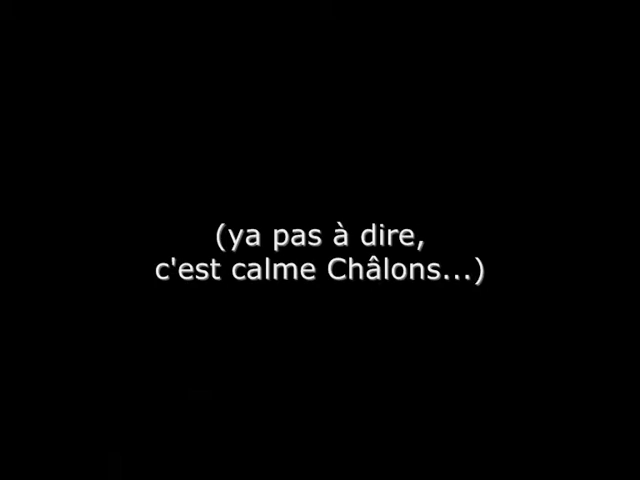 (ya pas à dire,
c'est calme Châlons...)